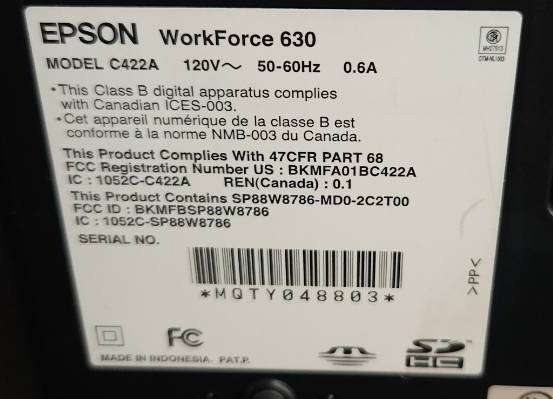 EPSON WorkForce 630
MODEL C422A 120V～ 50-60Hz 0.6A
•This Class B digital apparatus complies
with Canadian ICES-003.
•Cet appareil numérique de la classe B est
conforme à la norme NMB-003 du Canada.
This Product Complies With 47CFR PART 68
FCC Registration Number US : BKMFA01BC422A
IC : 1052C-C422A REN(Canada) : 0.1
This Product Contains SP88W8786-MD0-2C2T00
FCC ID : BKMFBSP88W8786
IC : 1052C-SP88W8786
SERIAL NO.
*MQTY048803*
>PP<
FC
MADE IN INDONESIA. PAT.P.
SD
HC